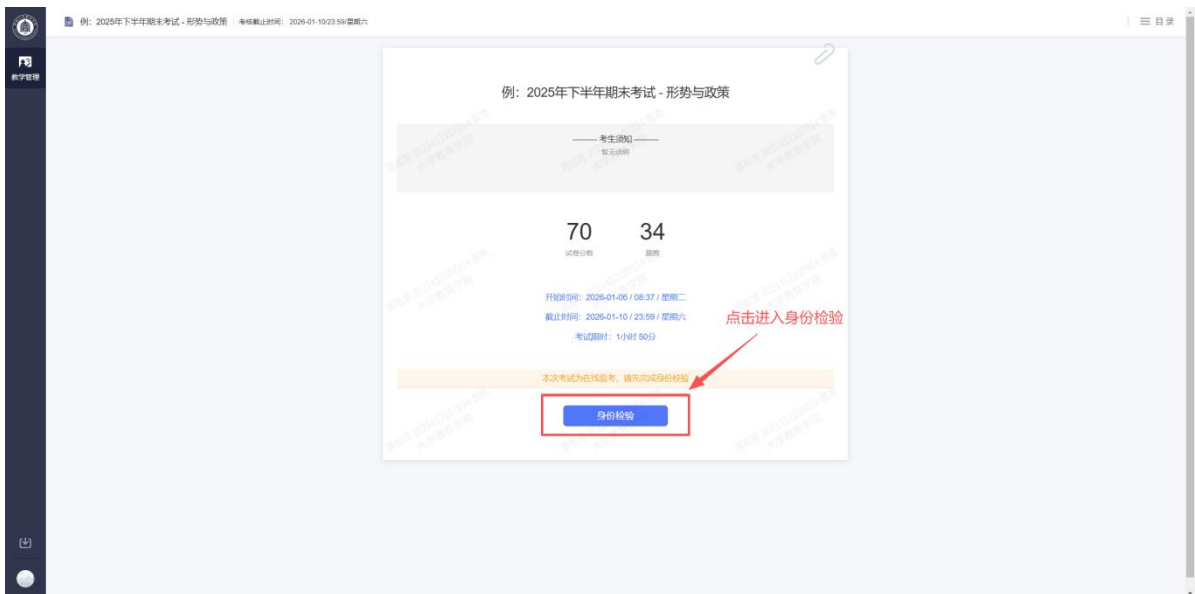 例：2025年下半年期末考试 - 形势与政策 考核截止时间：2026-01-10/23:59/星期六
目录
教学管理
例：2025年下半年期末考试 - 形势与政策
考生须知
暂无说明
70 34
试卷分数 题数
开始时间：2026-01-06 / 08:37 / 星期二
截止时间：2026-01-10 / 23:59 / 星期六
考试限时：1小时 50分
点击进入身份检验
本次考试为在线监考，请先完成身份校验
身份检验